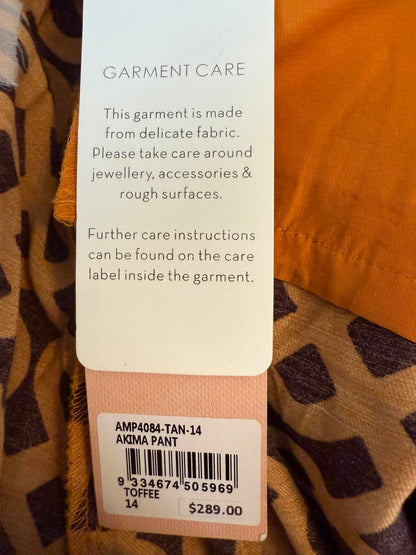 GARMENT CARE
This garment is made
from delicate fabric.
Please take care around
jewellery, accessories &
rough surfaces.
Further care instructions
can be found on the care
label inside the garment.
AMP4084-TAN-14
AKIMA PANT
9 334674 505969
TOFFEE
14
$289.00